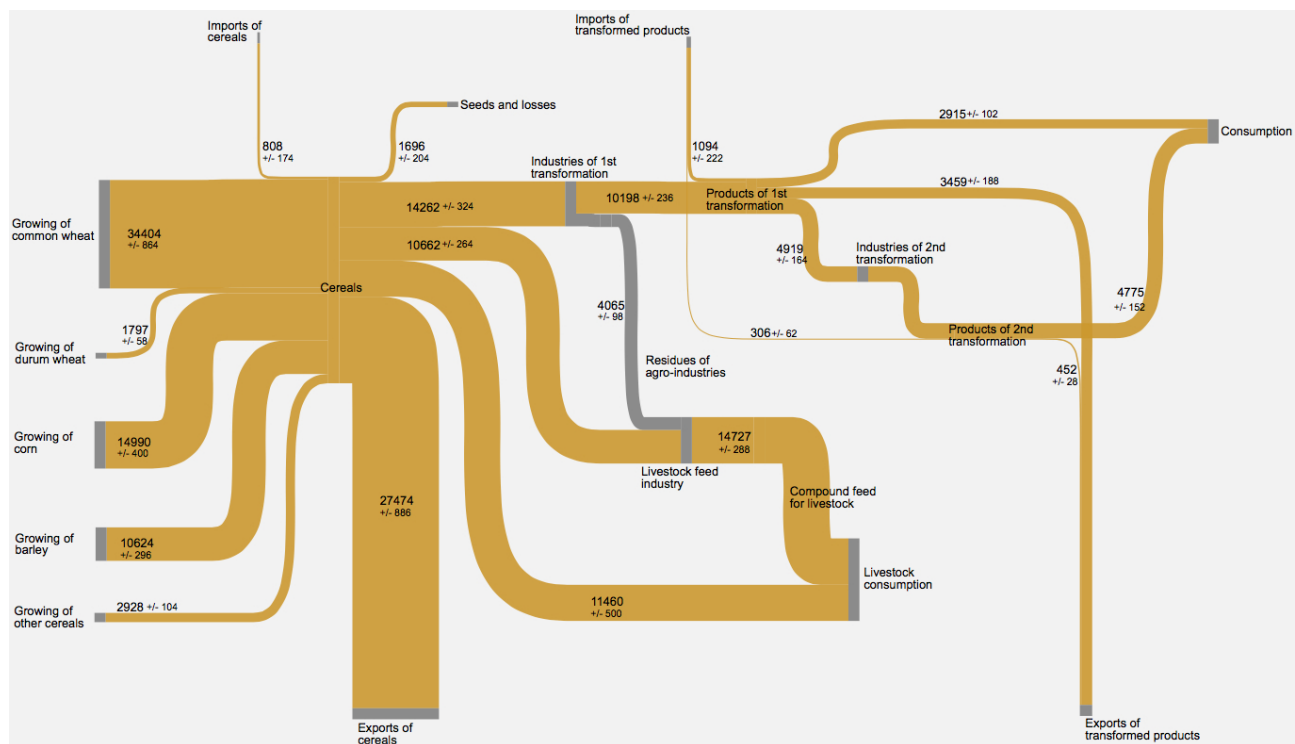 Imports of
cereals
Imports of
transformed products
Seeds and losses
808
+/- 174
1696
+/- 204
1094
+/- 222
2915 +/- 102
Consumption
Industries of 1st
transformation
10198 +/- 236
Products of 1st
transformation
3459 +/- 188
14262 +/- 324
Growing of
common wheat
34404
+/- 864
10662 +/- 264
4919
+/- 164
Industries of 2nd
transformation
Cereals
4065
+/- 98
4775
+/- 152
1797
+/- 58
306 +/- 62
Products of 2nd
transformation
Growing of
durum wheat
Residues of
agro-industries
452
+/- 28
Growing of
corn
14990
+/- 400
14727
+/- 288
Livestock feed
industry
27474
+/- 886
Compound feed
for livestock
Growing of
barley
10624
+/- 296
Livestock
consumption
Growing of
other cereals
2928 +/- 104
11460
+/- 500
Exports of
cereals
Exports of
transformed products